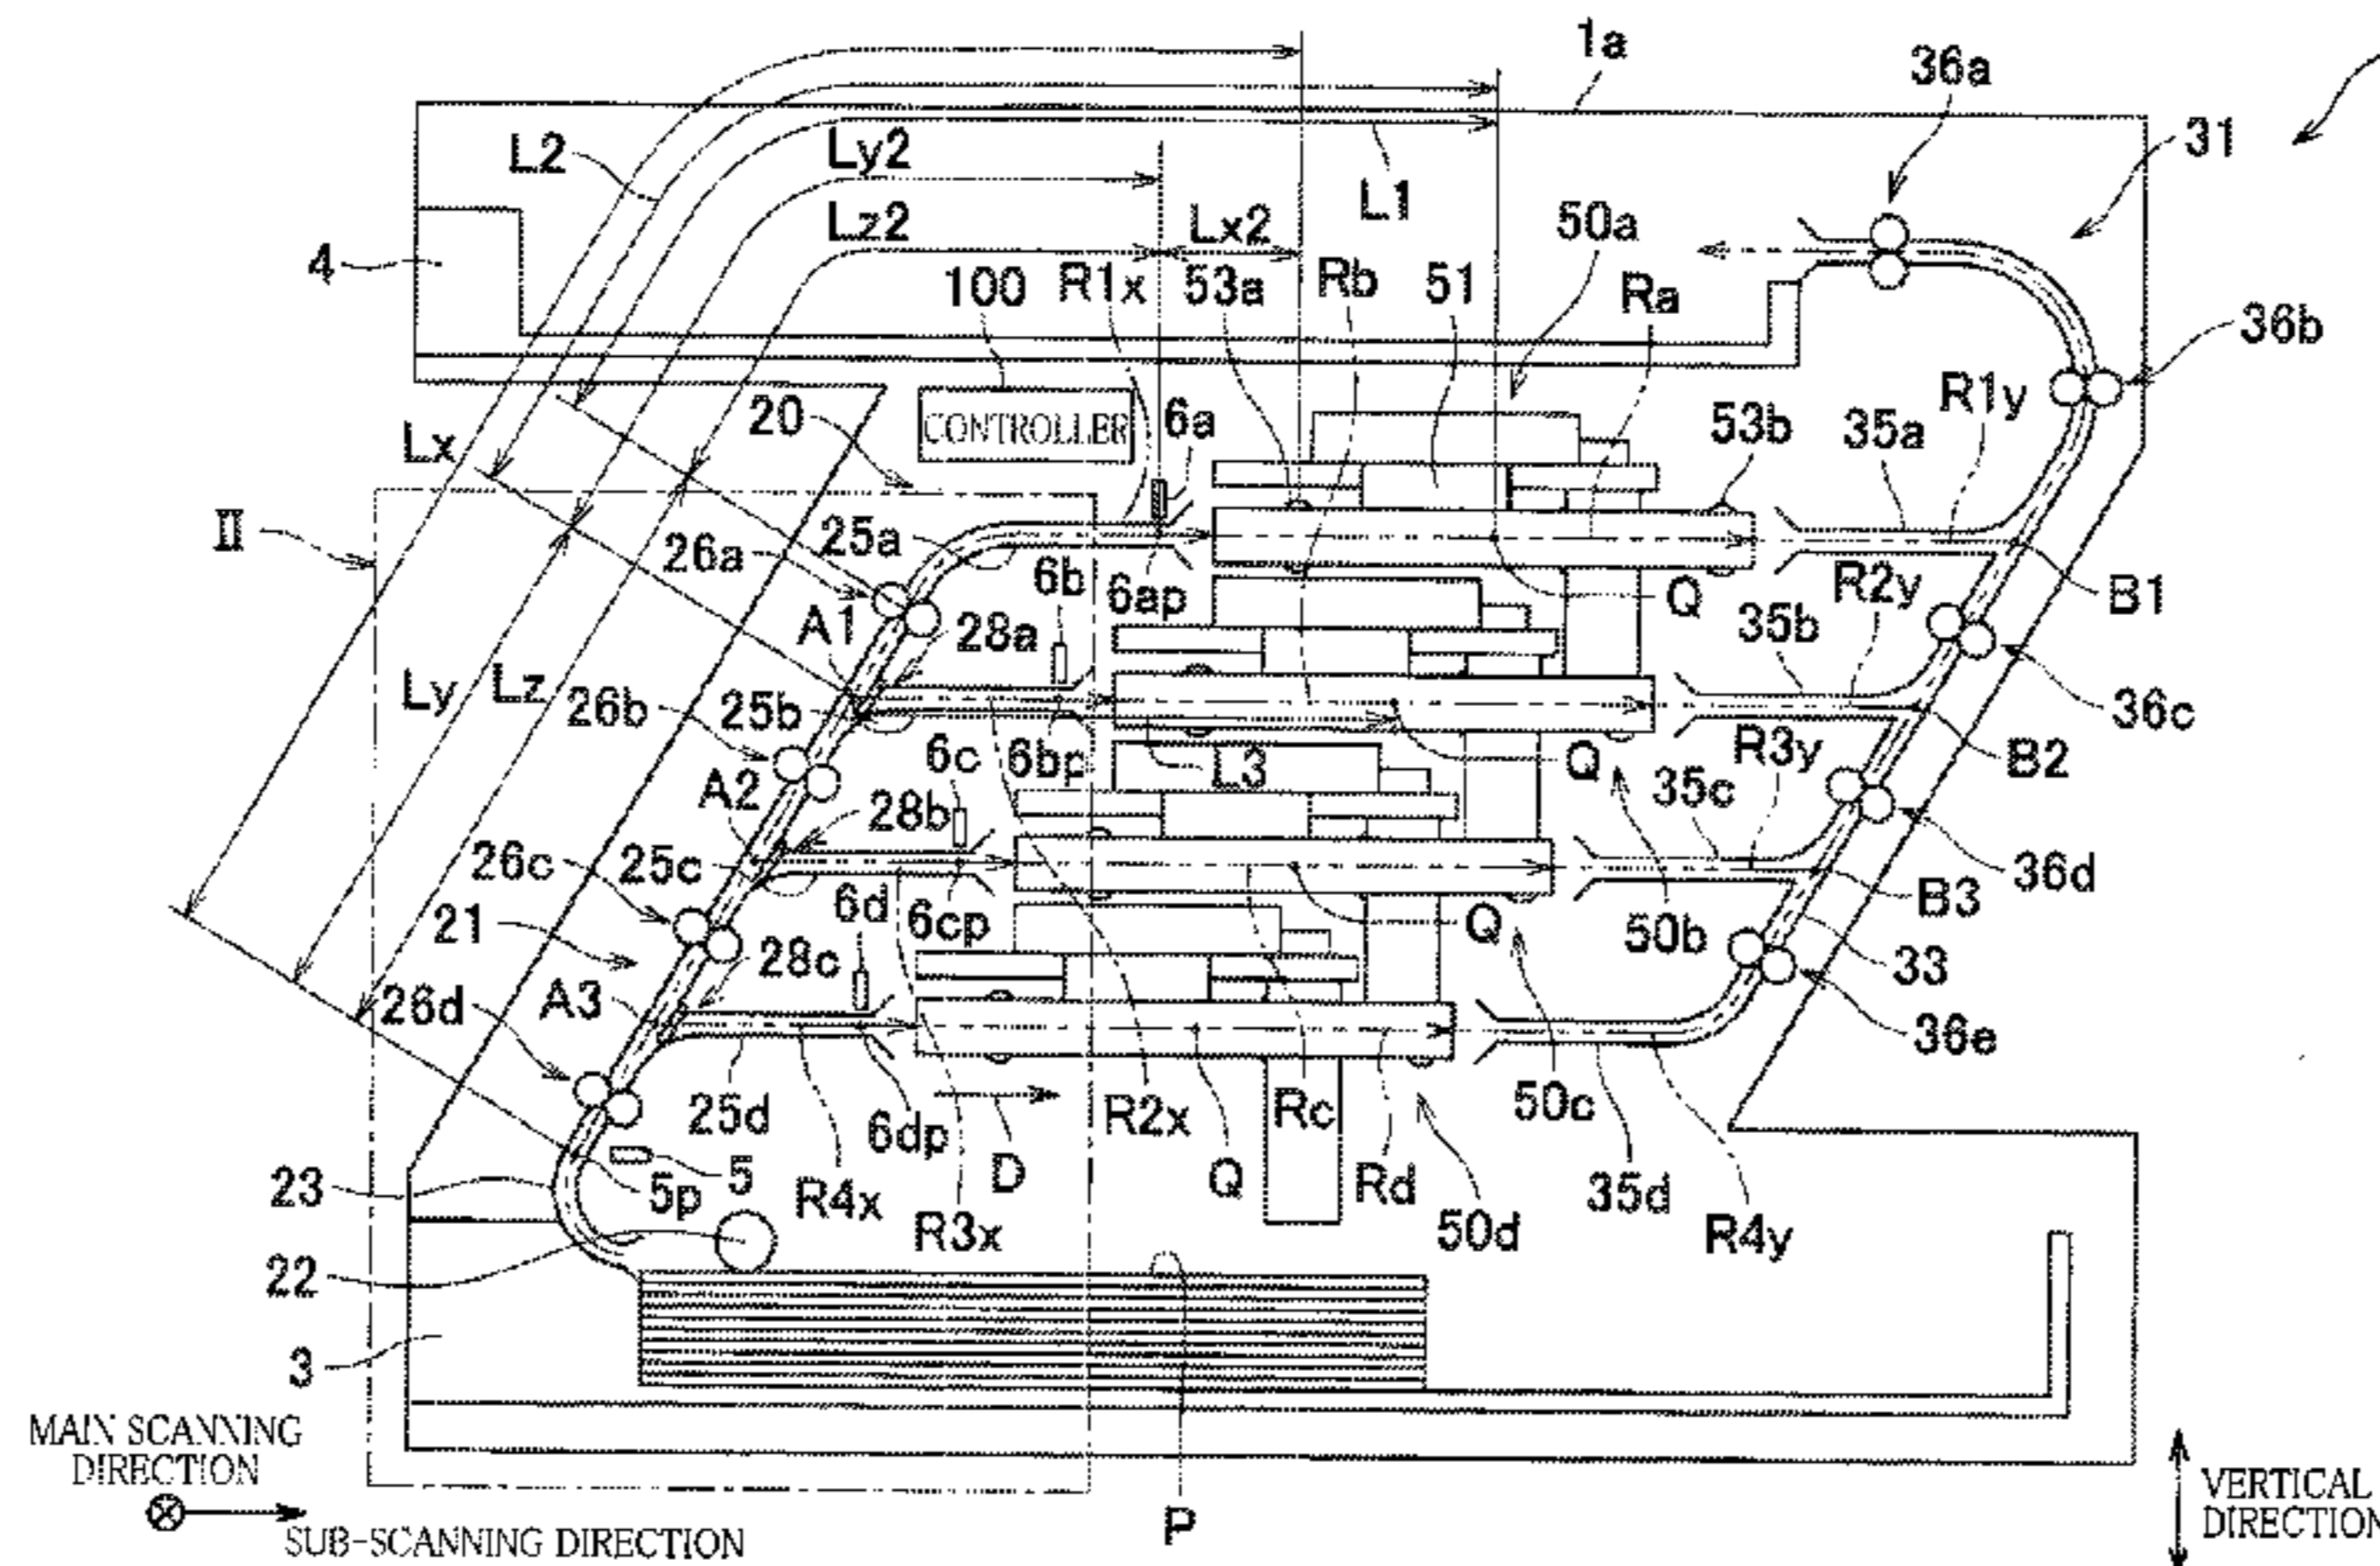 1a
36a
L2
Ly2
L1
31
4
Lz2
Lx2
50a
100
R1x
53a
Rb
51
Ra
36b
CONTROLLER
20
6a
Lx
R1y
35a
53b
II
26a
25a
6b
6ap
Q
R2y
B1
A1
28a
35b
Ly
Lz
26b
25b
6c
6bp
L3
Q
R3y
36c
A2
B2
28b
35c
26c
25c
6d
6cp
Q
36d
21
50b
B3
28c
33
26d
A3
36e
25d
6dp
D
R2x
Rc
50c
5
23
5p
R4x
Q
Rd
35d
R3x
50d
R4y
22
3
MAIN SCANNING
DIRECTION
SUB-SCANNING DIRECTION
P
VERTICAL
DIRECTION